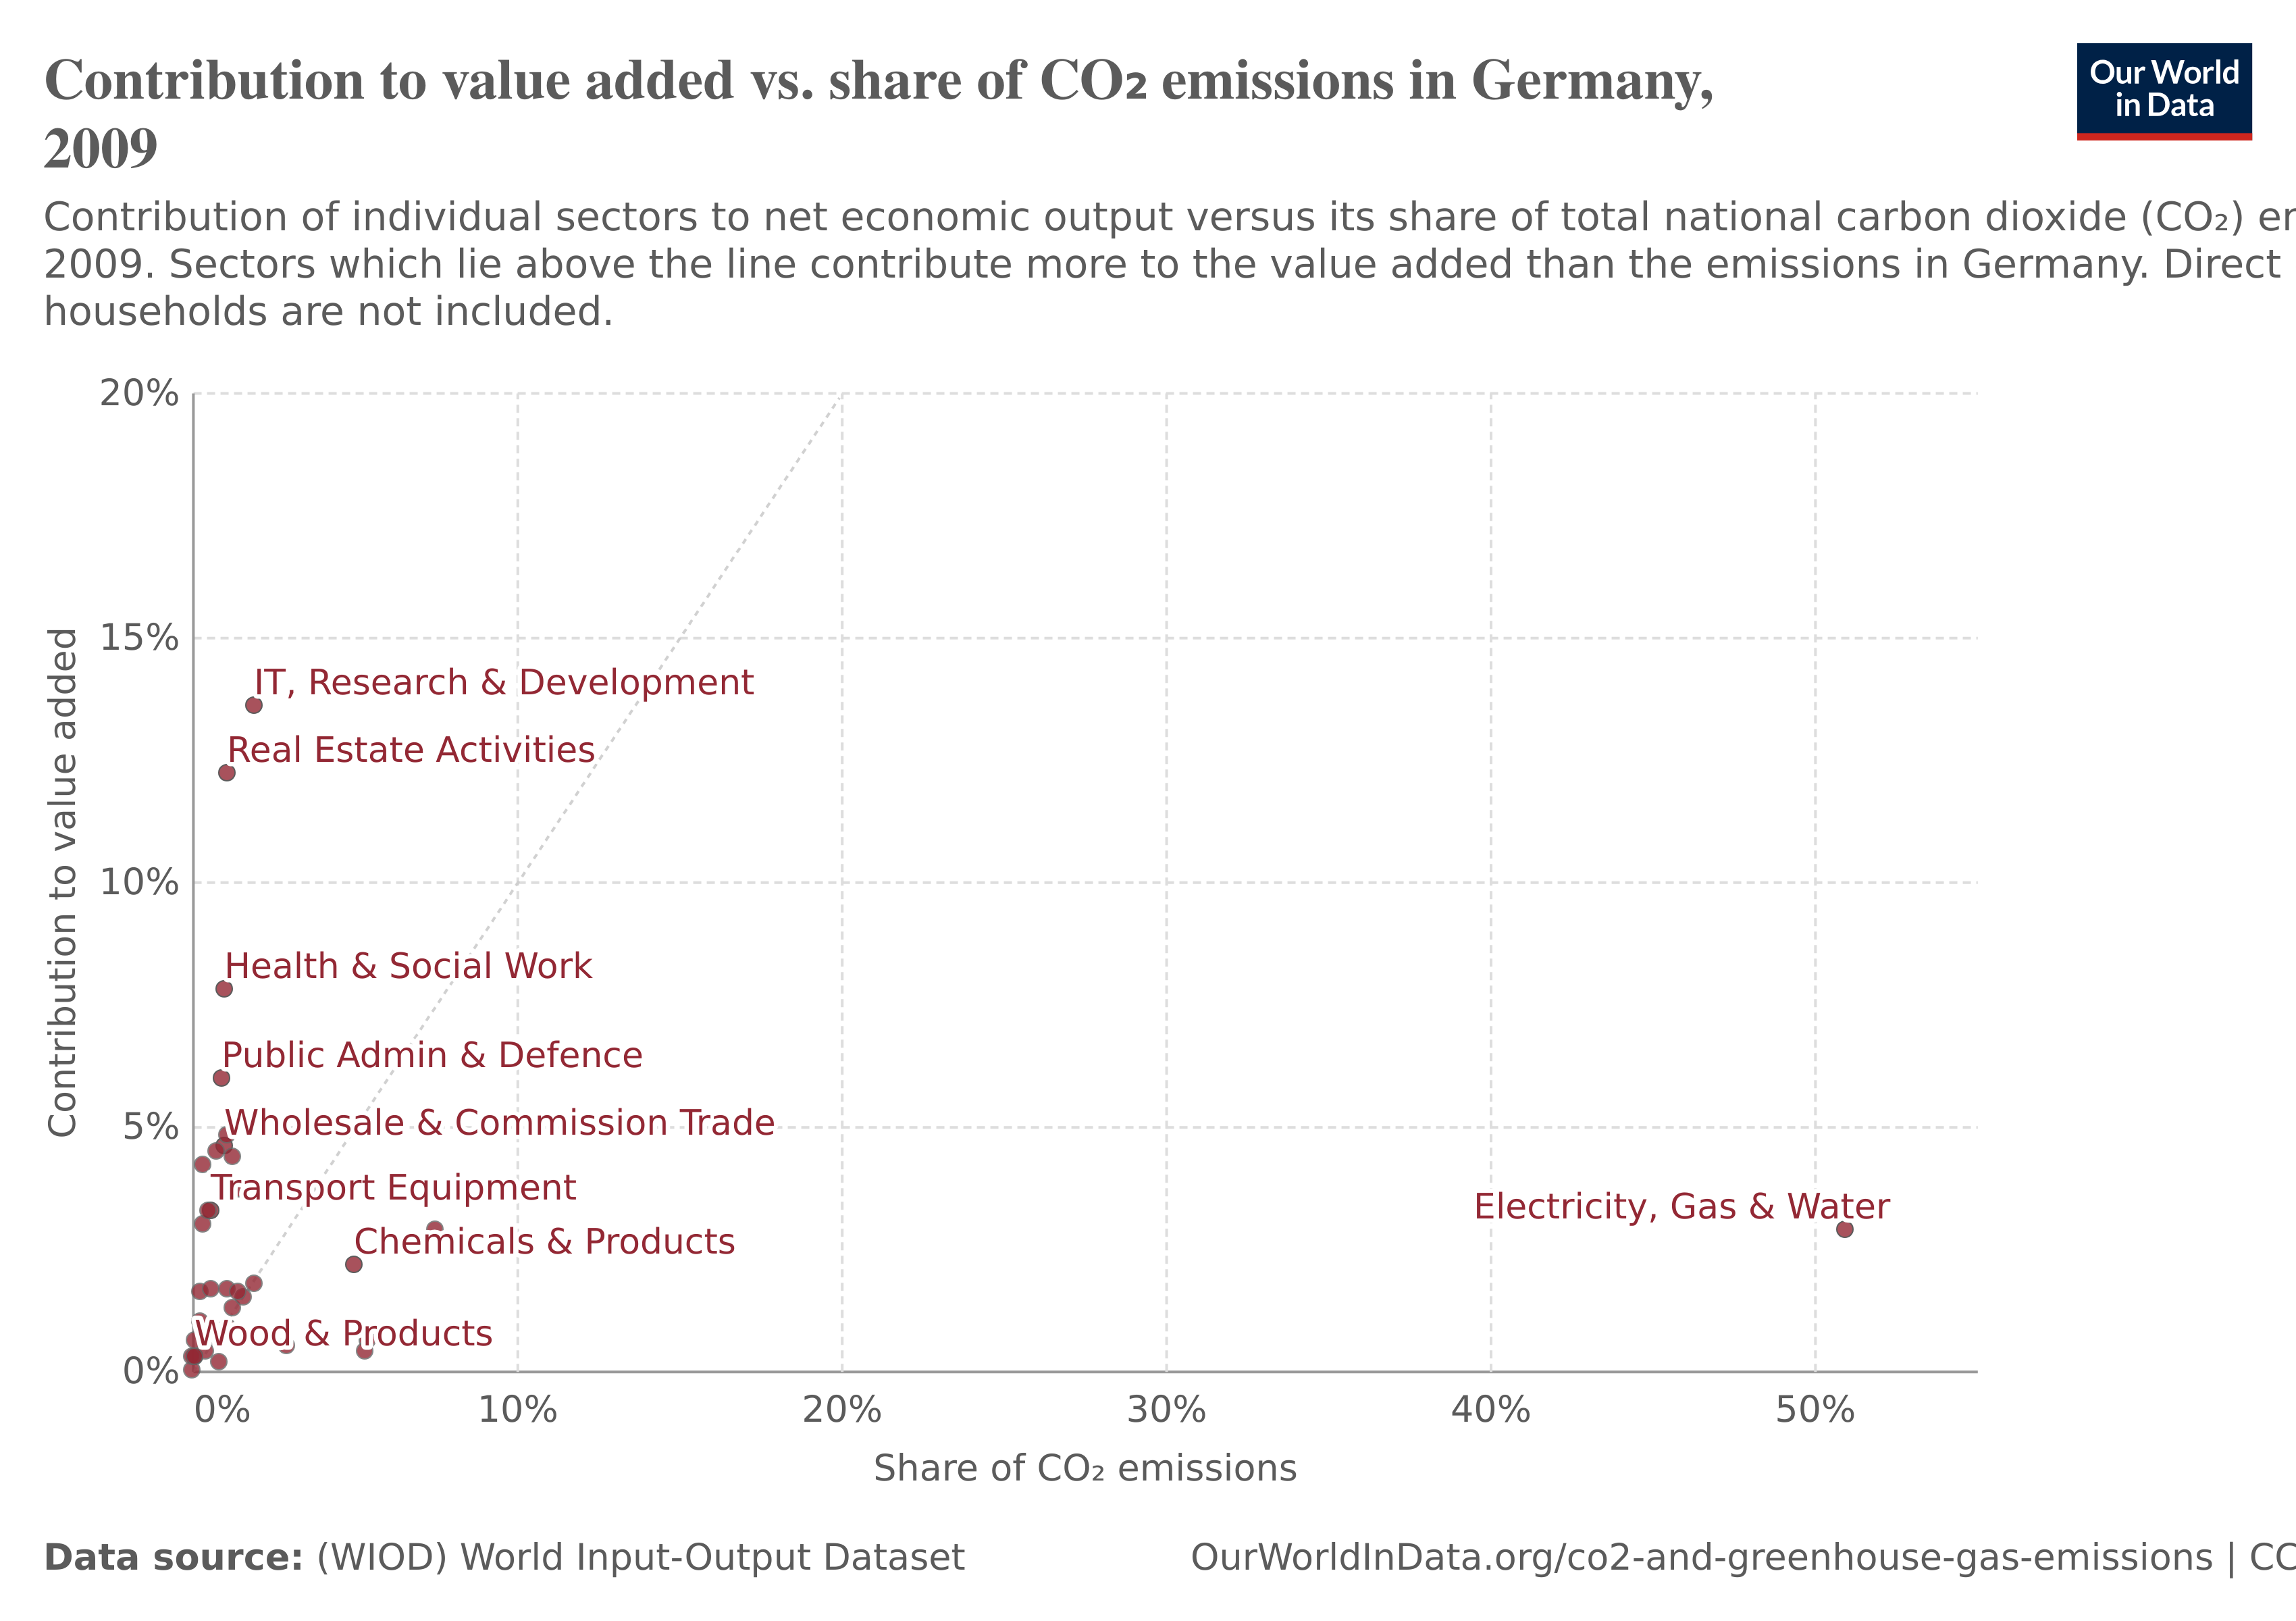 Contribution to value added vs. share of CO₂ emissions in Germany,
2009
Our World
in Data
Contribution of individual sectors to net economic output versus its share of total national carbon dioxide (CO₂)
2009. Sectors which lie above the line contribute more to the value added than the emissions in Germany. Direct
households are not included.
20%
15%
10%
5%
0%
Contribution to value added
IT, Research & Development
Real Estate Activities
Health & Social Work
Public Admin & Defence
Wholesale & Commission Trade
Transport Equipment
Electricity, Gas & Water
Chemicals & Products
Wood & Products
0%
10%
20%
30%
40%
50%
Share of CO₂ emissions
Data source: (WIOD) World Input-Output Dataset
OurWorldInData.org/co2-and-greenhouse-gas-emissions | CC